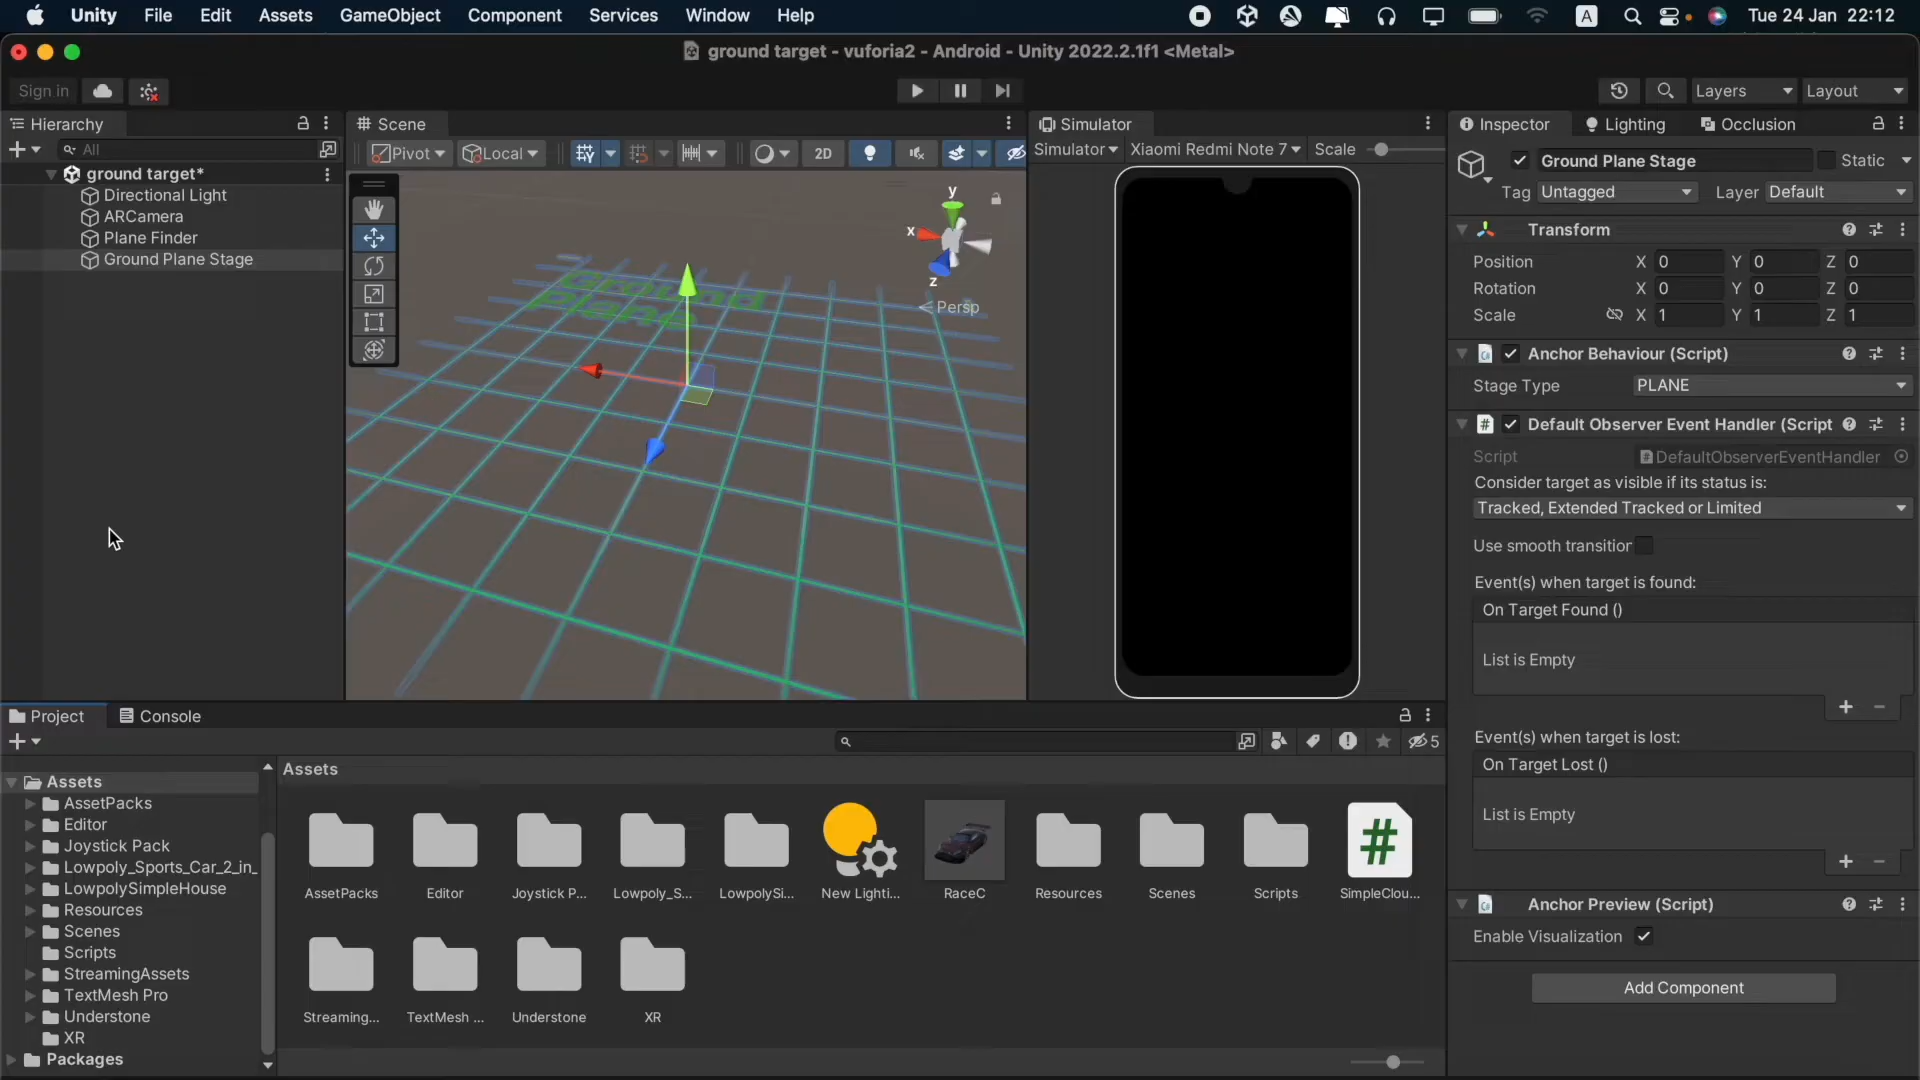 Unity File Edit Assets GameObject Component Services Window Help A Tue 24 Jan 22:12
ground target - vuforia2 - Android - Unity 2022.2.1f1 <Metal>
Sign in Layers Layout
Hierarchy
All
ground target*
Directional Light
ARCamera
Plane Finder
Ground Plane Stage
Scene
Pivot Local 2D
Ground
Plane
y
x
z
Persp
Simulator
Simulator Xiaomi Redmi Note 7 Scale
Inspector Lighting Occlusion
Ground Plane Stage Static
Tag Untagged Layer Default
Transform
Position X 0 Y 0 Z 0
Rotation X 0 Y 0 Z 0
Scale X 1 Y 1 Z 1
Anchor Behaviour (Script)
Stage Type PLANE
# Default Observer Event Handler (Script
Script DefaultObserverEventHandler
Consider target as visible if its status is:
Tracked, Extended Tracked or Limited
Use smooth transition
Event(s) when target is found:
On Target Found ()
List is Empty
+ −
Event(s) when target is lost:
On Target Lost ()
List is Empty
+ −
Anchor Preview (Script)
Enable Visualization
Add Component
Project Console
5
Assets
AssetPacks
Editor
Joystick Pack
Lowpoly_Sports_Car_2_in_
LowpolySimpleHouse
Resources
Scenes
Scripts
StreamingAssets
TextMesh Pro
Understone
XR
Packages
Assets
AssetPacks Editor Joystick P... Lowpoly_S... LowpolySi... New Lighti... RaceC Resources Scenes Scripts SimpleClou...
Streaming... TextMesh ... Understone XR